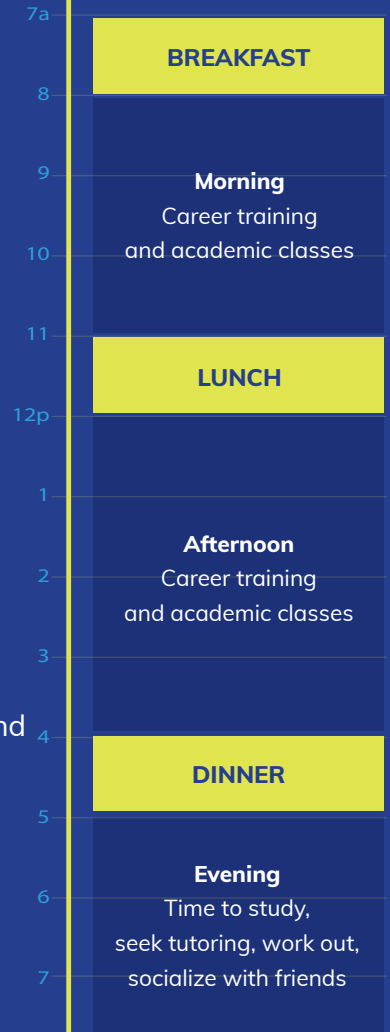 7a
BREAKFAST
8
9
Morning
Career training
10
and academic classes
11
LUNCH
12p
1
Afternoon
2
Career training
and academic classes
3
nd
4
DINNER
5
Evening
6
Time to study,
seek tutoring, work out,
7
socialize with friends